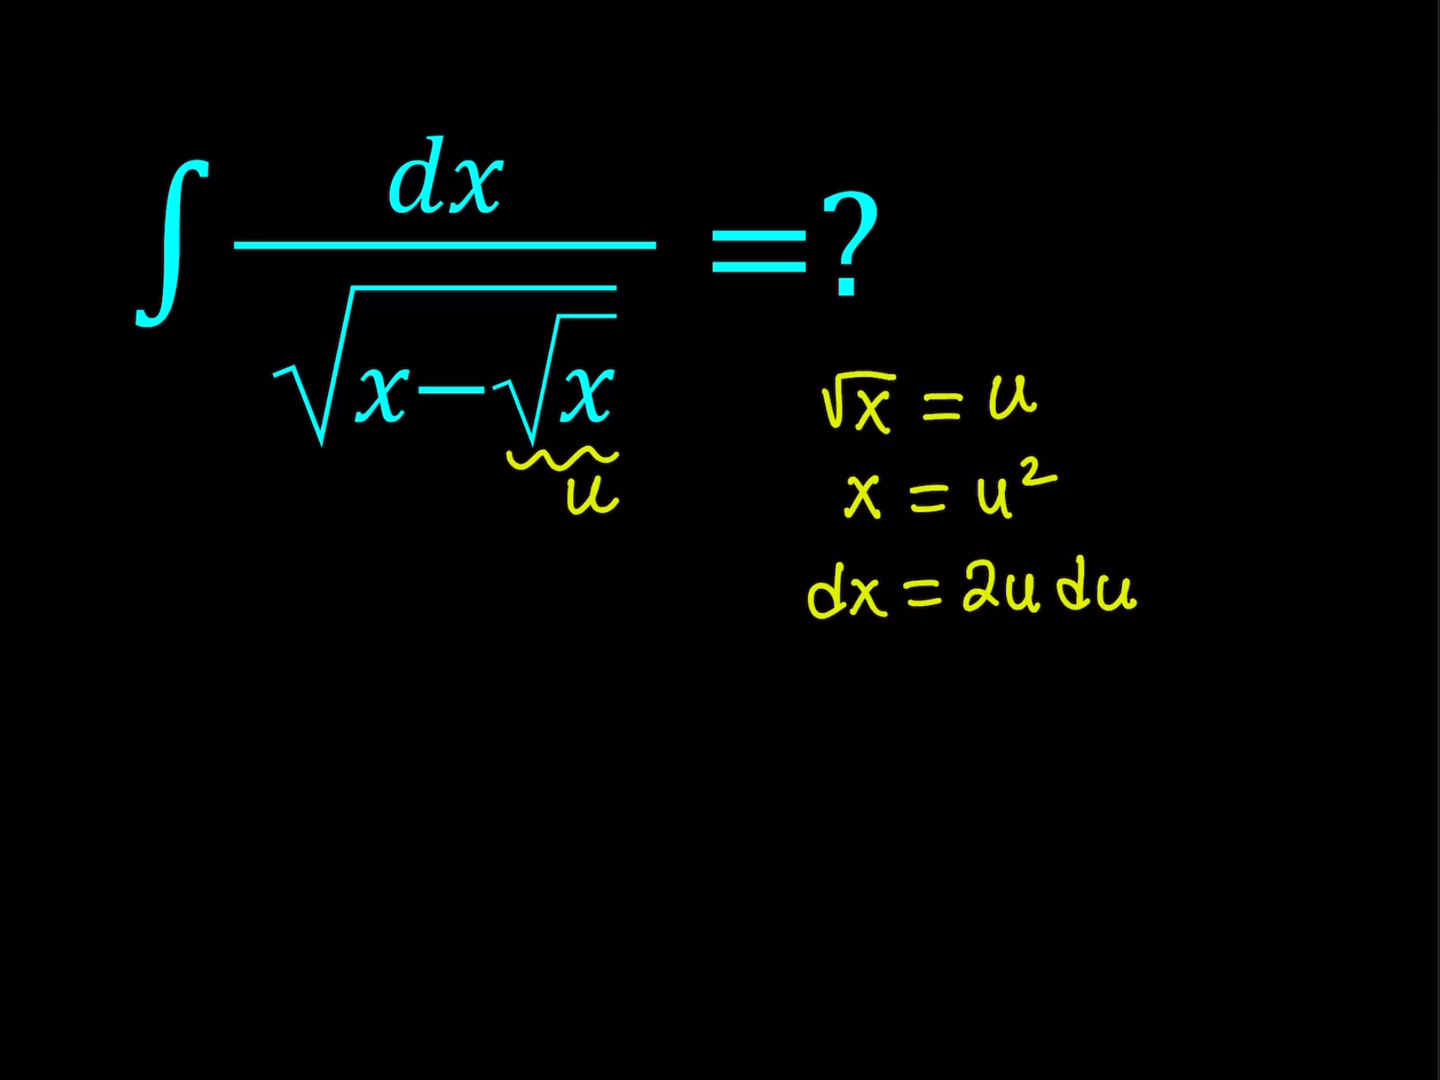 ∫ dx / √(x−√x) = ?
u
√x = u
x = u²
dx = 2u du